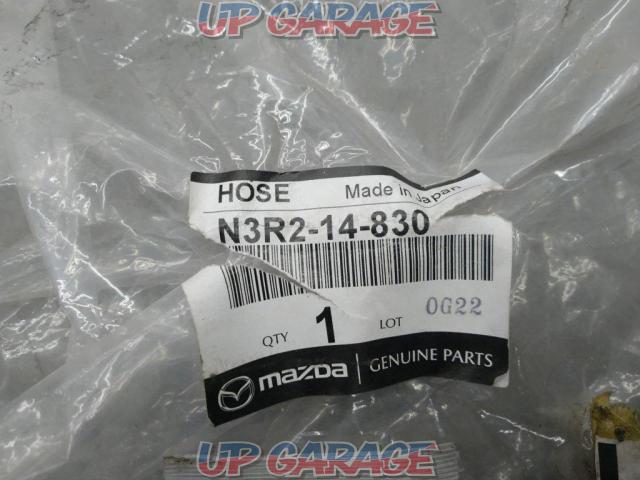 UP GARAGE
HOSE Made in Japan
N3R2-14-830
QTY 1 LOT 0G22
mazda GENUINE PARTS
UP GARAGE